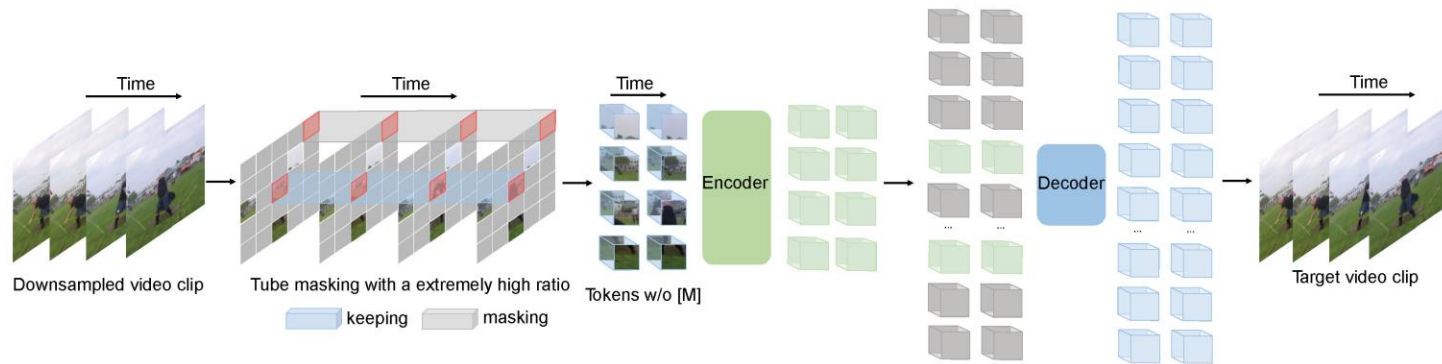 Time
Downsampled video clip
Time
Tube masking with a extremely high ratio
keeping
masking
Time
Tokens w/o [M]
Encoder
... ...
Decoder
... ...
Time
Target video clip